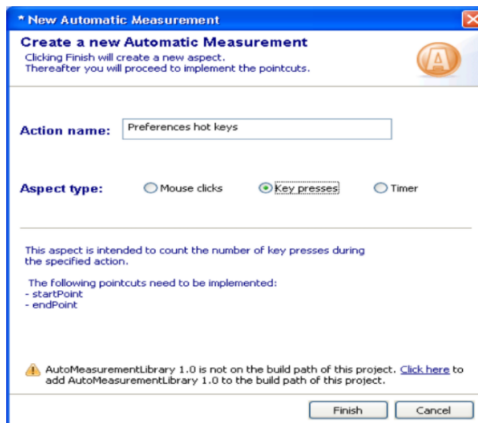 * New Automatic Measurement
Create a new Automatic Measurement
Clicking Finish will create a new aspect.
Thereafter you will proceed to implement the pointcuts.
A
Action name: Preferences hot keys
Aspect type: Mouse clicks Key presses Timer
This aspect is intended to count the number of key presses during
the specified action.
The following pointcuts need to be implemented:
- startPoint
- endPoint
AutoMeasurementLibrary 1.0 is not on the build path of this project. Click here to
add AutoMeasurementLibrary 1.0 to the build path of this project.
Finish Cancel